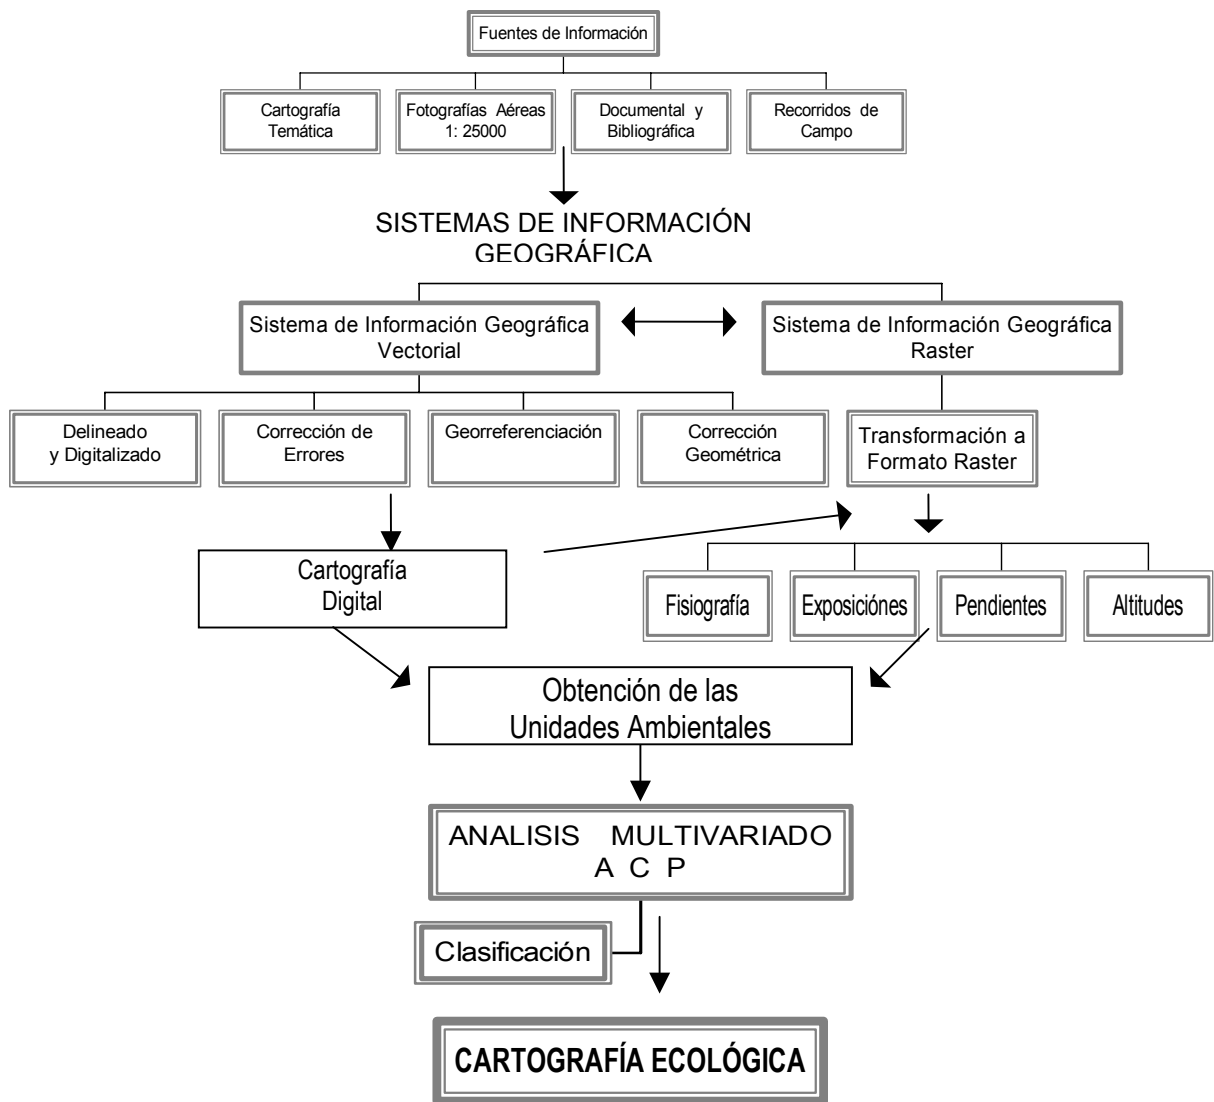 Fuentes de Información
Cartografía
Temática
Fotografías Aéreas
1: 25000
Documental y
Bibliográfica
Recorridos de
Campo
SISTEMAS DE INFORMACIÓN
GEOGRÁFICA
Sistema de Información Geográfica
Vectorial
Sistema de Información Geográfica
Raster
Delineado
y Digitalizado
Corrección de
Errores
Georreferenciación
Corrección
Geométrica
Transformación a
Formato Raster
Cartografía
Digital
Fisiografía
Exposiciónes
Pendientes
Altitudes
Obtención de las
Unidades Ambientales
ANALISIS MULTIVARIADO
A C P
Clasificación
CARTOGRAFÍA ECOLÓGICA